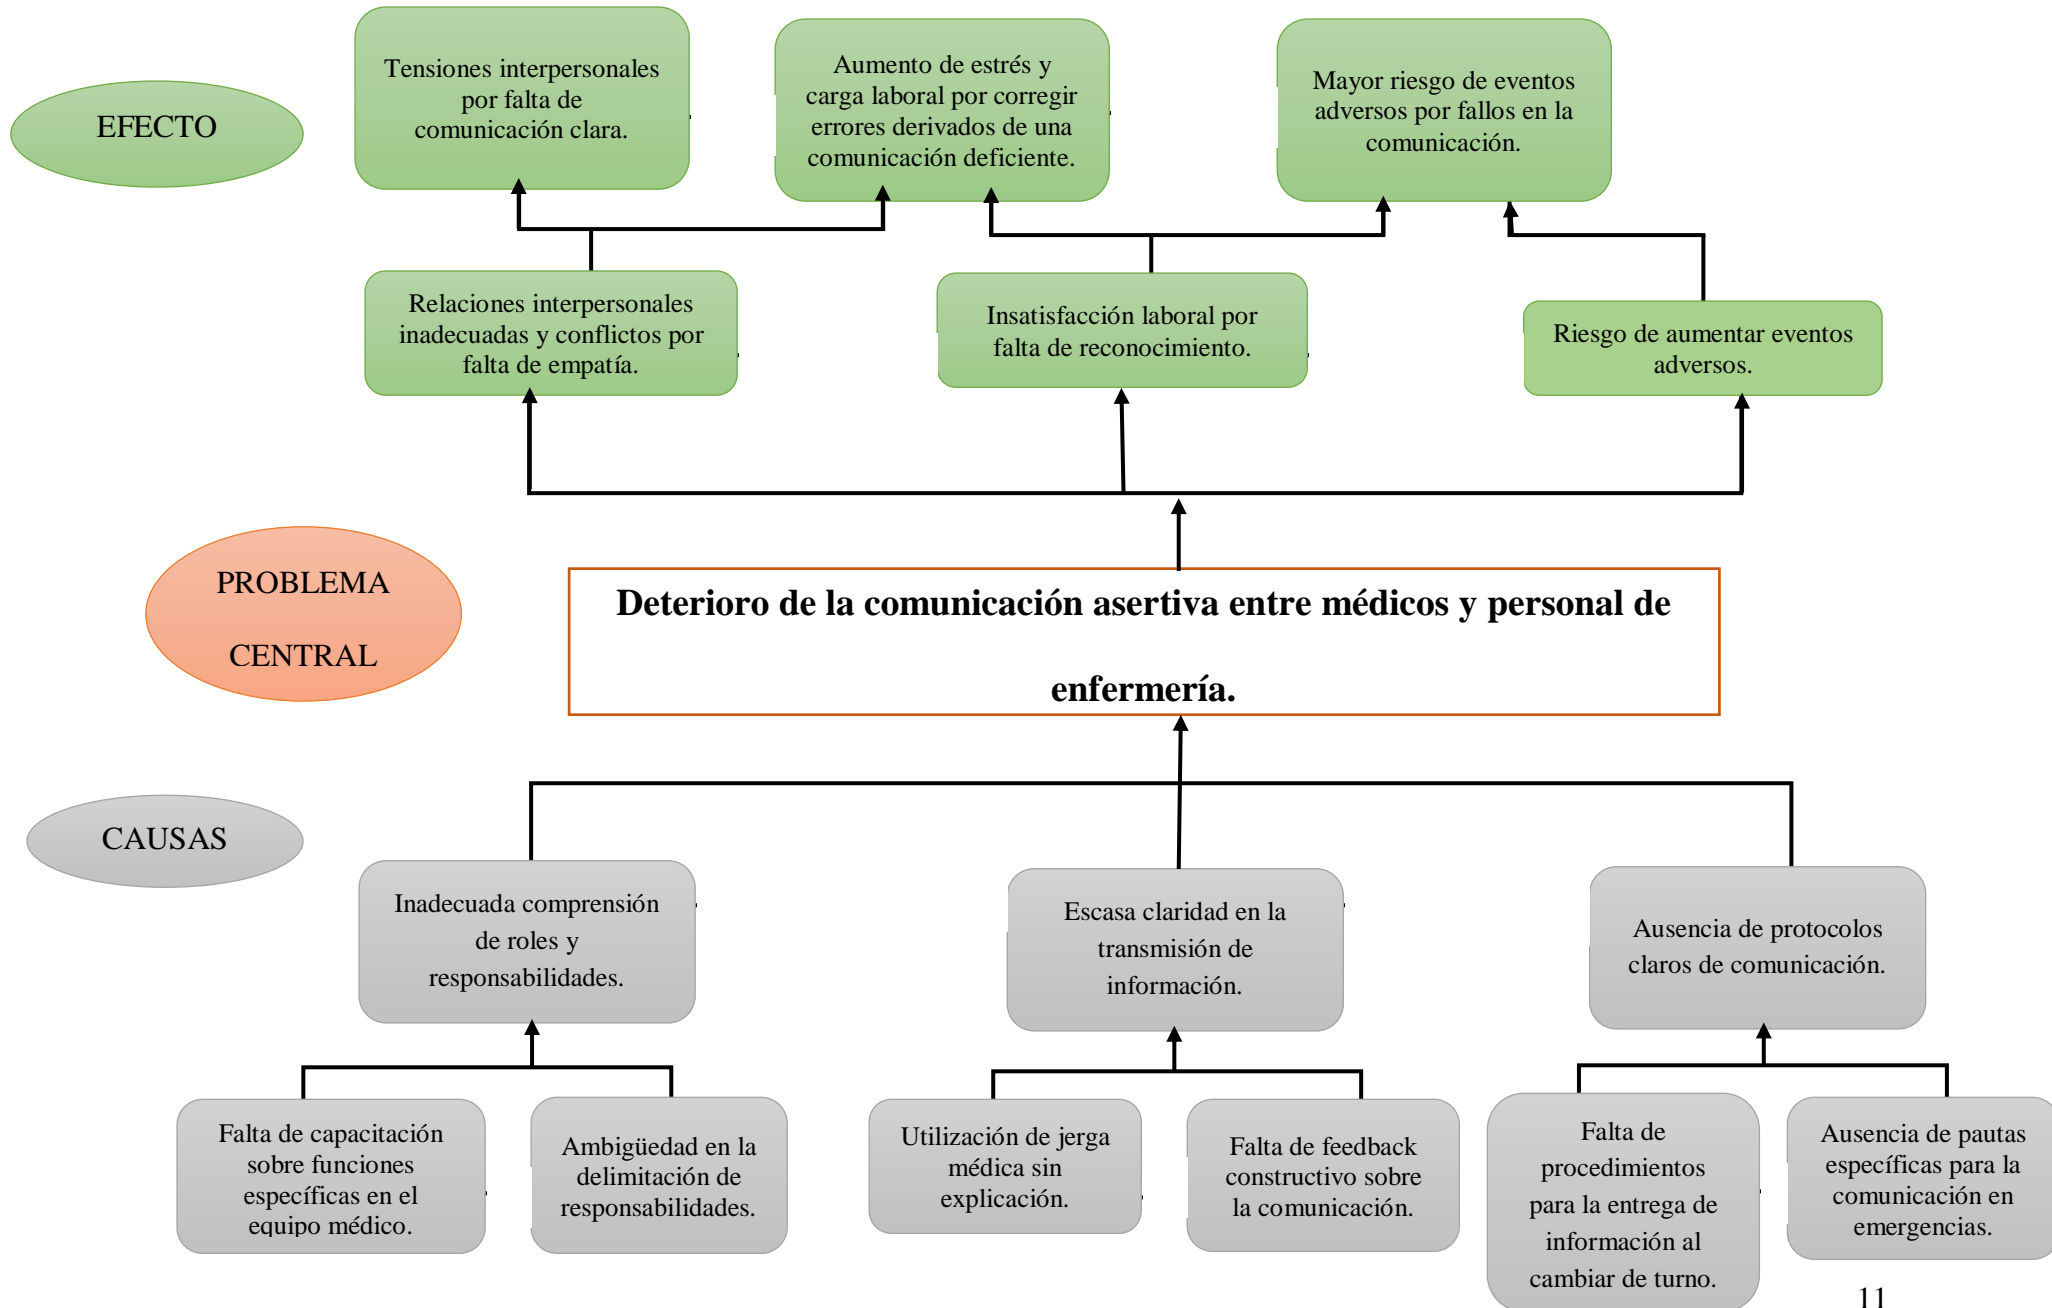 EFECTO
Tensiones interpersonales
por falta de
comunicación clara.
Aumento de estrés y
carga laboral por corregir
errores derivados de una
comunicación deficiente.
Mayor riesgo de eventos
adversos por fallos en la
comunicación.
Relaciones interpersonales
inadecuadas y conflictos por
falta de empatía.
Insatisfacción laboral por
falta de reconocimiento.
Riesgo de aumentar eventos
adversos.
PROBLEMA
CENTRAL
Deterioro de la comunicación asertiva entre médicos y personal de
enfermería.
CAUSAS
Inadecuada comprensión
de roles y
responsabilidades.
Escasa claridad en la
transmisión de
información.
Ausencia de protocolos
claros de comunicación.
Falta de capacitación
sobre funciones
específicas en el
equipo médico.
Ambigüedad en la
delimitación de
responsabilidades.
Utilización de jerga
médica sin
explicación.
Falta de feedback
constructivo sobre
la comunicación.
Falta de
procedimientos
para la entrega de
información al
cambiar de turno.
Ausencia de pautas
específicas para la
comunicación en
emergencias.
11